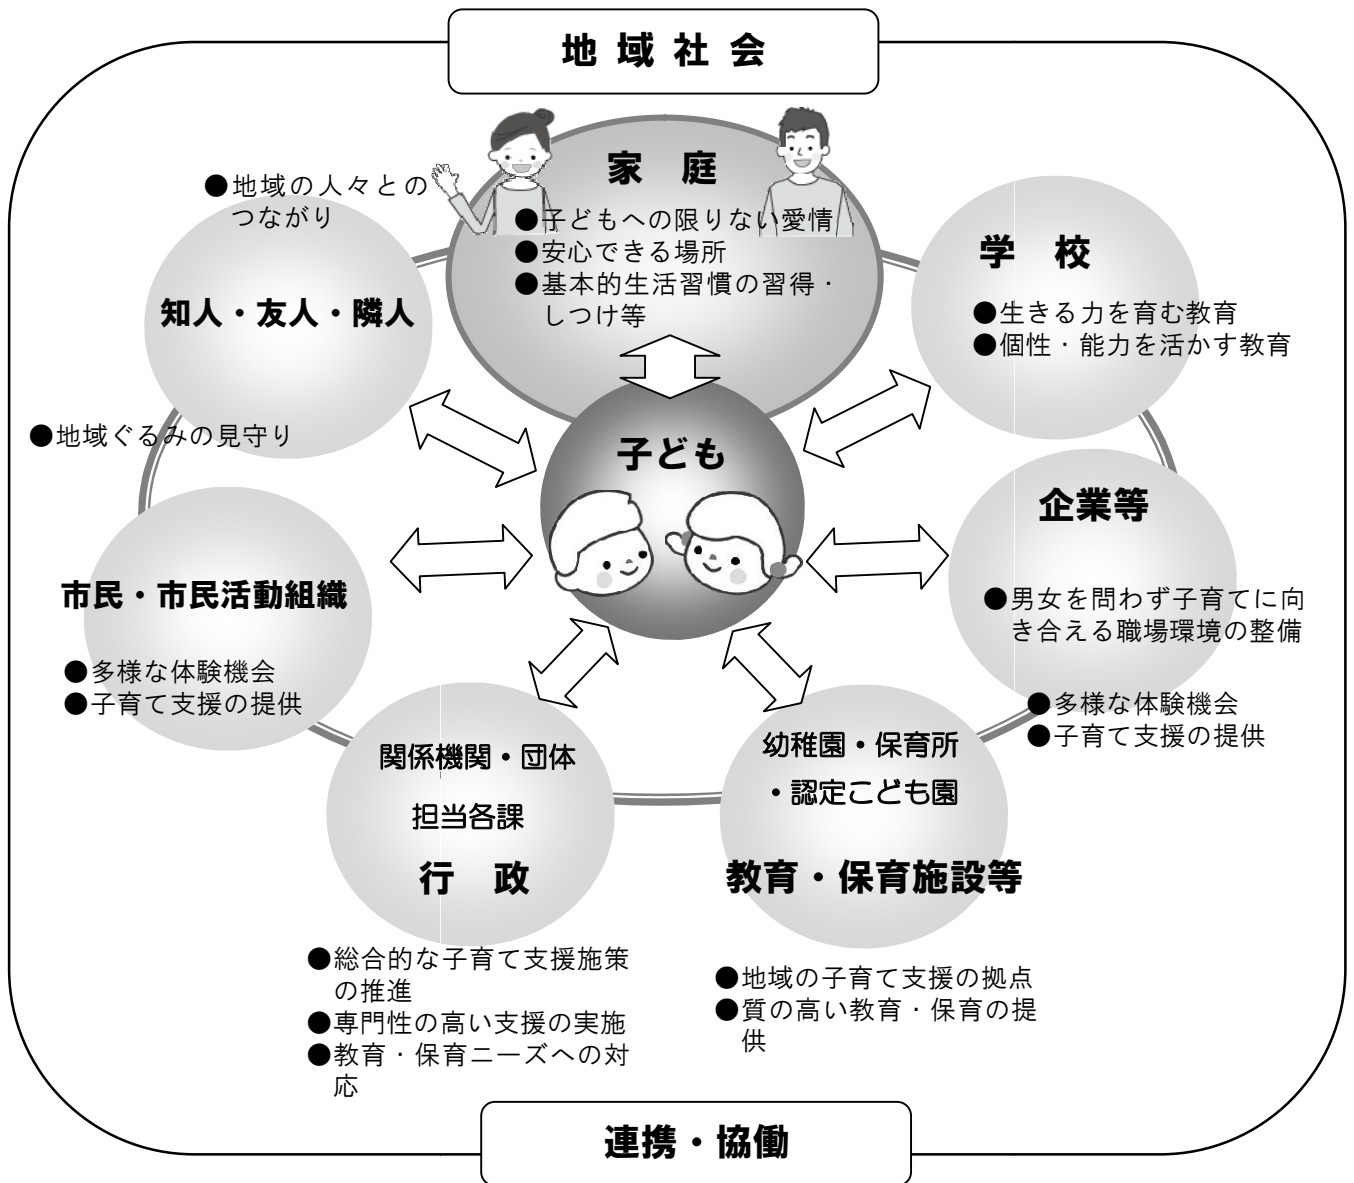 地域社会
家　庭
●子どもへの限りない愛情
●安心できる場所
●基本的生活習慣の習得・
しつけ等
●地域の人々との
つながり
知人・友人・隣人
●地域ぐるみの見守り
学　校
●生きる力を育む教育
●個性・能力を活かす教育
子ども
企業等
●男女を問わず子育てに向
き合える職場環境の整備
●多様な体験機会
●子育て支援の提供
市民・市民活動組織
●多様な体験機会
●子育て支援の提供
関係機関・団体
担当各課
行　政
●総合的な子育て支援施策
の推進
●専門性の高い支援の実施
●教育・保育ニーズへの対
応
幼稚園・保育所
・認定こども園
教育・保育施設等
●地域の子育て支援の拠点
●質の高い教育・保育の提
供
連携・協働